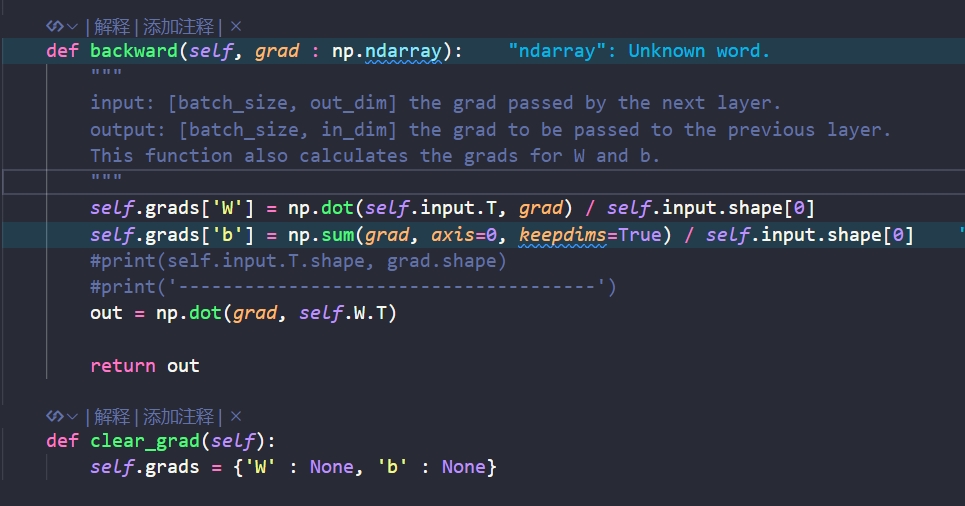 |解释|添加注释|×
def backward(self, grad : np.ndarray):    "ndarray": Unknown word.
    """
    input: [batch_size, out_dim] the grad passed by the next layer.
    output: [batch_size, in_dim] the grad to be passed to the previous layer.
    This function also calculates the grads for W and b.
    """
    self.grads['W'] = np.dot(self.input.T, grad) / self.input.shape[0]
    self.grads['b'] = np.sum(grad, axis=0, keepdims=True) / self.input.shape[0]    "
    #print(self.input.T.shape, grad.shape)
    #print('--------------------------------------')
    out = np.dot(grad, self.W.T)
    return out
|解释|添加注释|×
def clear_grad(self):
    self.grads = {'W' : None, 'b' : None}